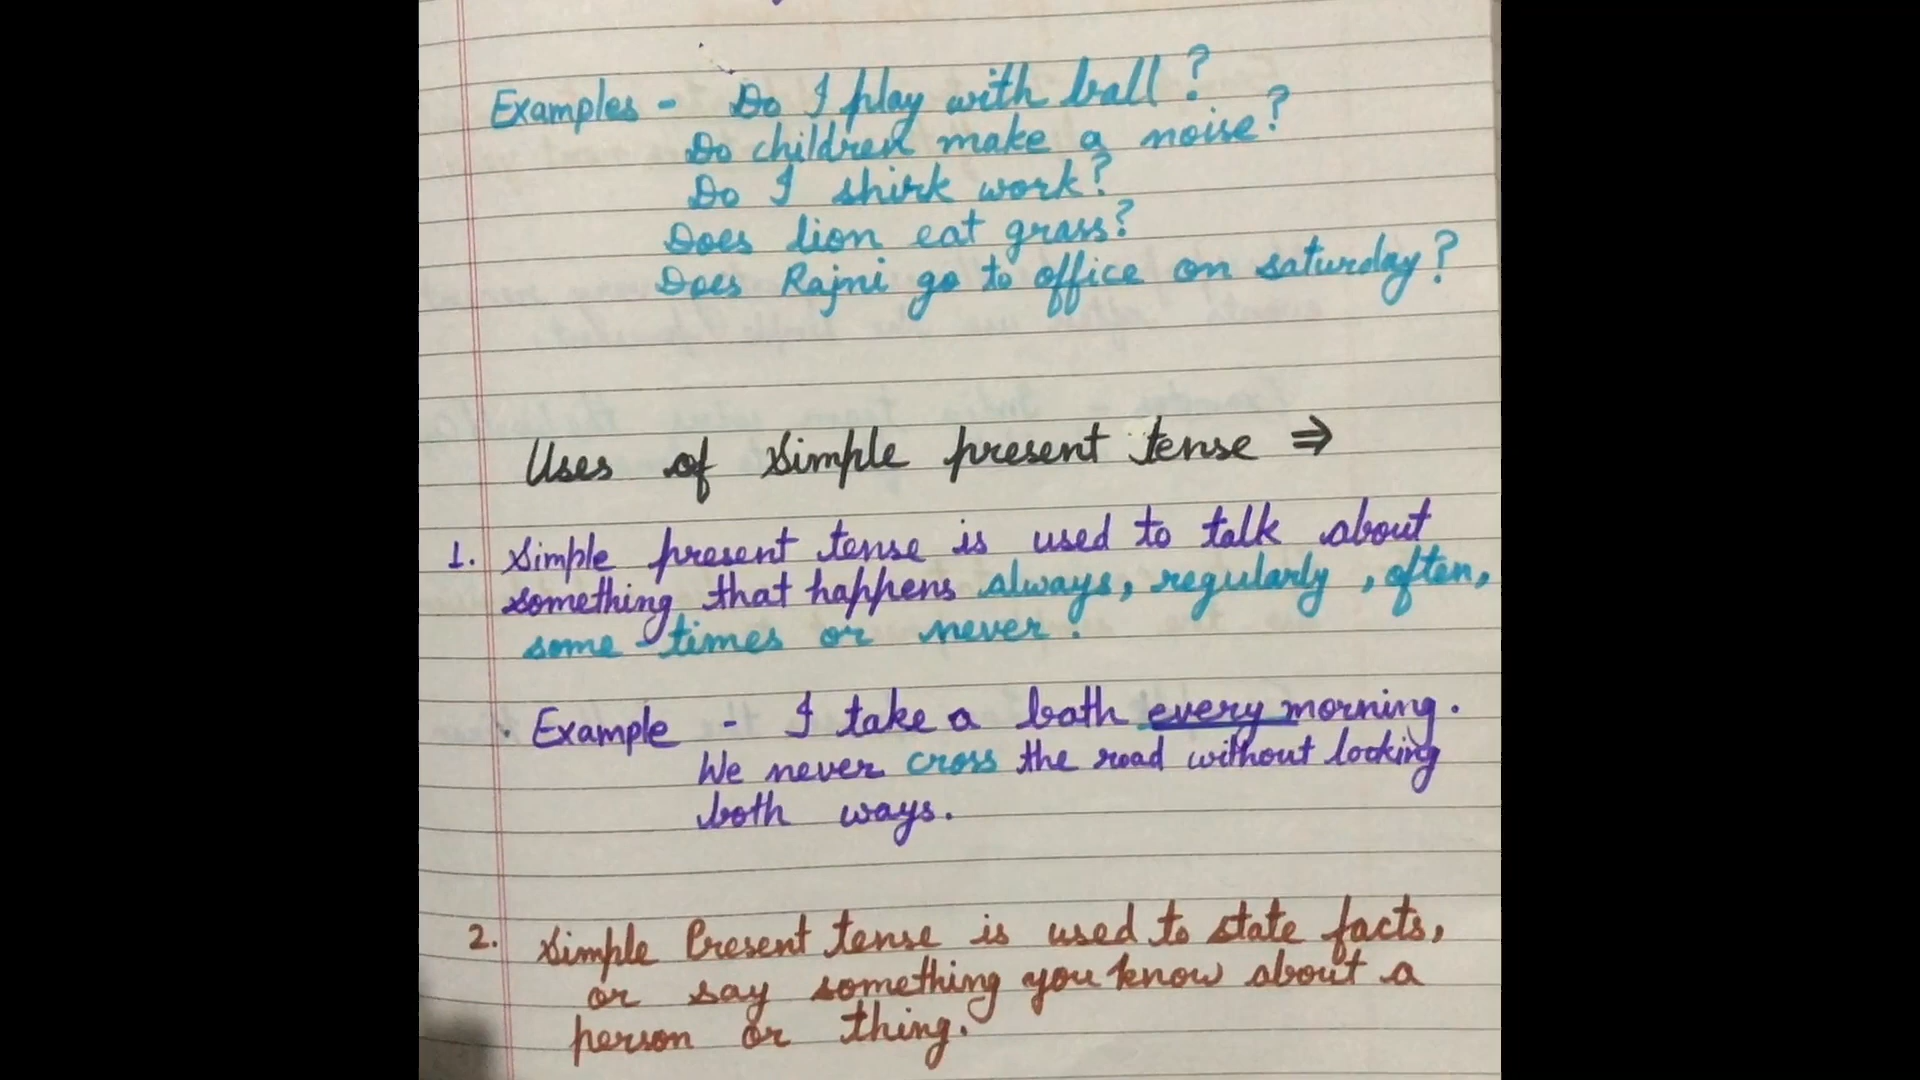 Examples - Do I play with ball?
Do children make a noise?
Do I shirk work?
Does lion eat grass?
Does Rajni go to office on saturday?
Uses of Simple present tense ⇒
1. Simple present tense is used to talk about
something that happens always, regularly, often,
some-times or never.
Example - I take a bath every morning.
We never cross the road without looking
both ways.
2. Simple Present tense is used to state facts,
or say something you know about a
person or thing.